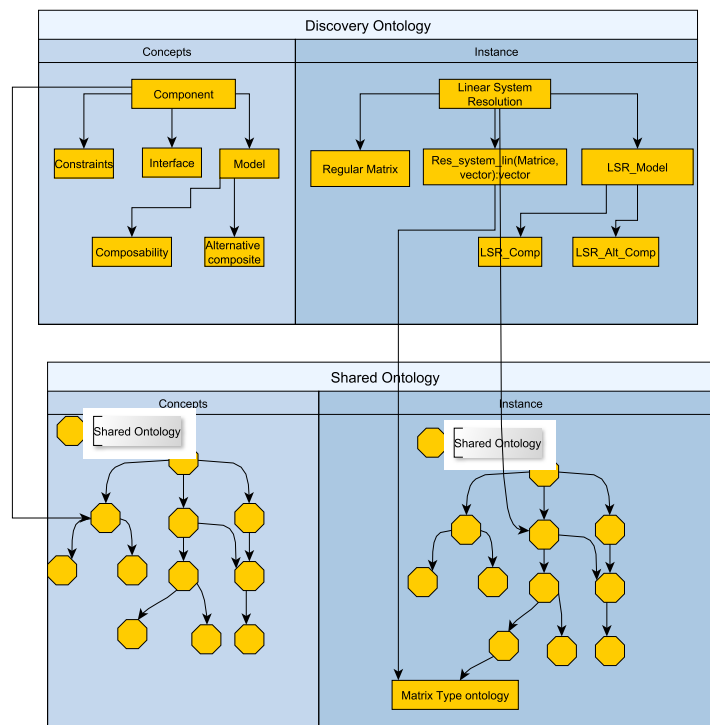 Discovery Ontology
Concepts
Instance
Component
Linear System
Resolution
Constraints
Interface
Model
Regular Matrix
Res_system_lin(Matrice,
vector):vector
LSR_Model
Composability
Alternative
composite
LSR_Comp
LSR_Alt_Comp
Shared Ontology
Concepts
Instance
Shared Ontology
Shared Ontology
Matrix Type ontology